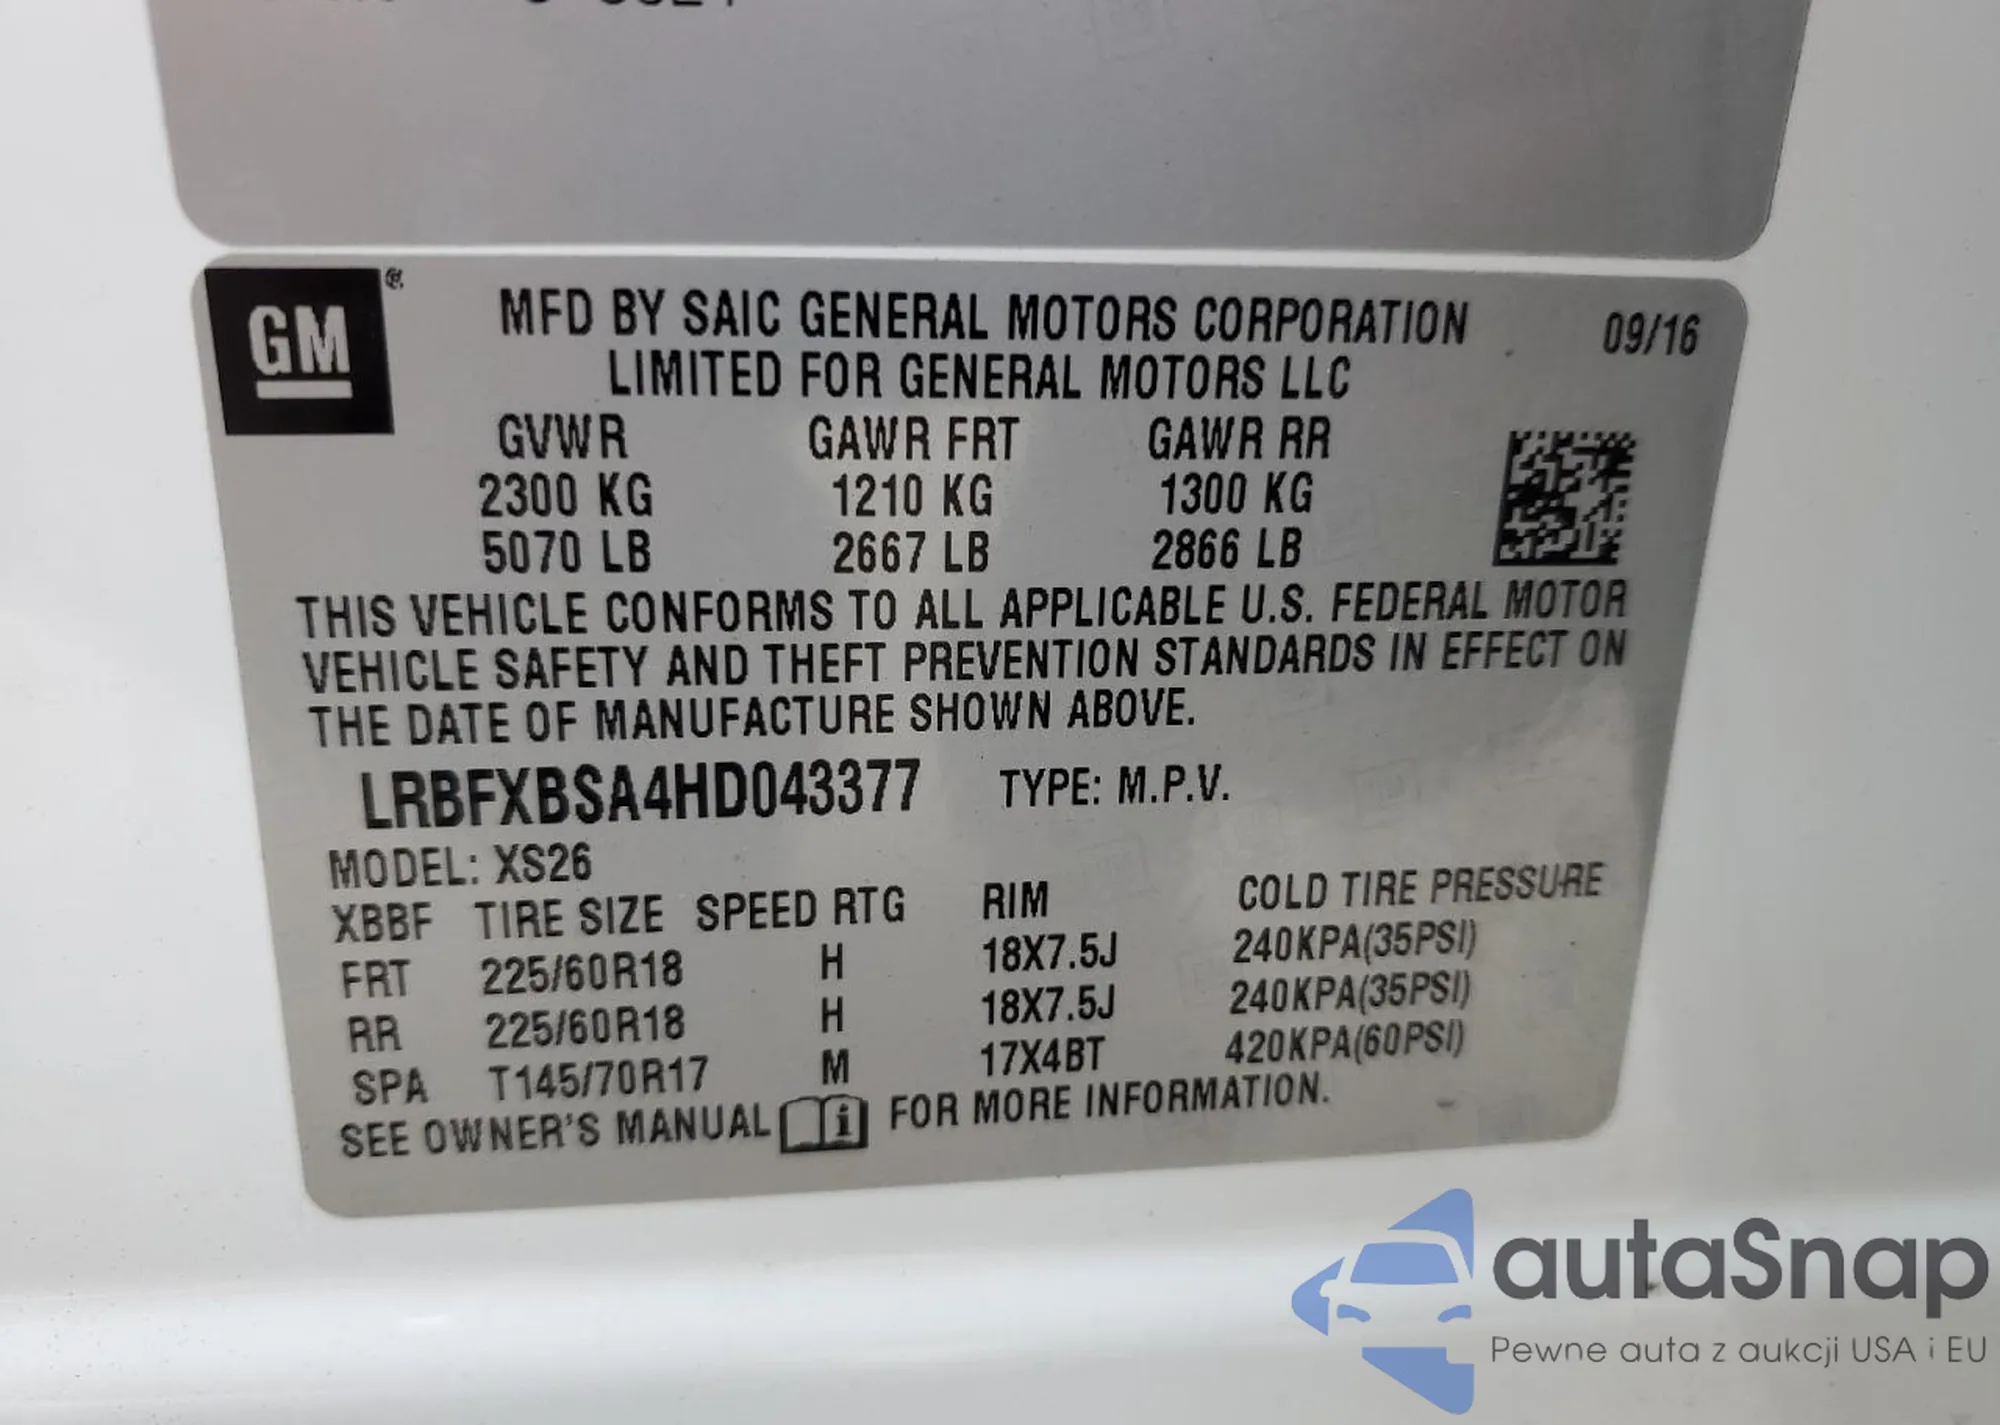 GM ®
MFD BY SAIC GENERAL MOTORS CORPORATION 09/16
LIMITED FOR GENERAL MOTORS LLC
GVWR GAWR FRT GAWR RR
2300 KG 1210 KG 1300 KG
5070 LB 2667 LB 2866 LB
THIS VEHICLE CONFORMS TO ALL APPLICABLE U.S. FEDERAL MOTOR
VEHICLE SAFETY AND THEFT PREVENTION STANDARDS IN EFFECT ON
THE DATE OF MANUFACTURE SHOWN ABOVE.
LRBFXBSA4HD043377 TYPE: M.P.V.
MODEL: XS26
XBBF TIRE SIZE SPEED RTG RIM COLD TIRE PRESSURE
FRT 225/60R18 H 18X7.5J 240KPA(35PSI)
RR 225/60R18 H 18X7.5J 240KPA(35PSI)
SPA T145/70R17 M 17X4BT 420KPA(60PSI)
SEE OWNER'S MANUAL i FOR MORE INFORMATION.
autaSnap
Pewne auta z aukcji USA i EU